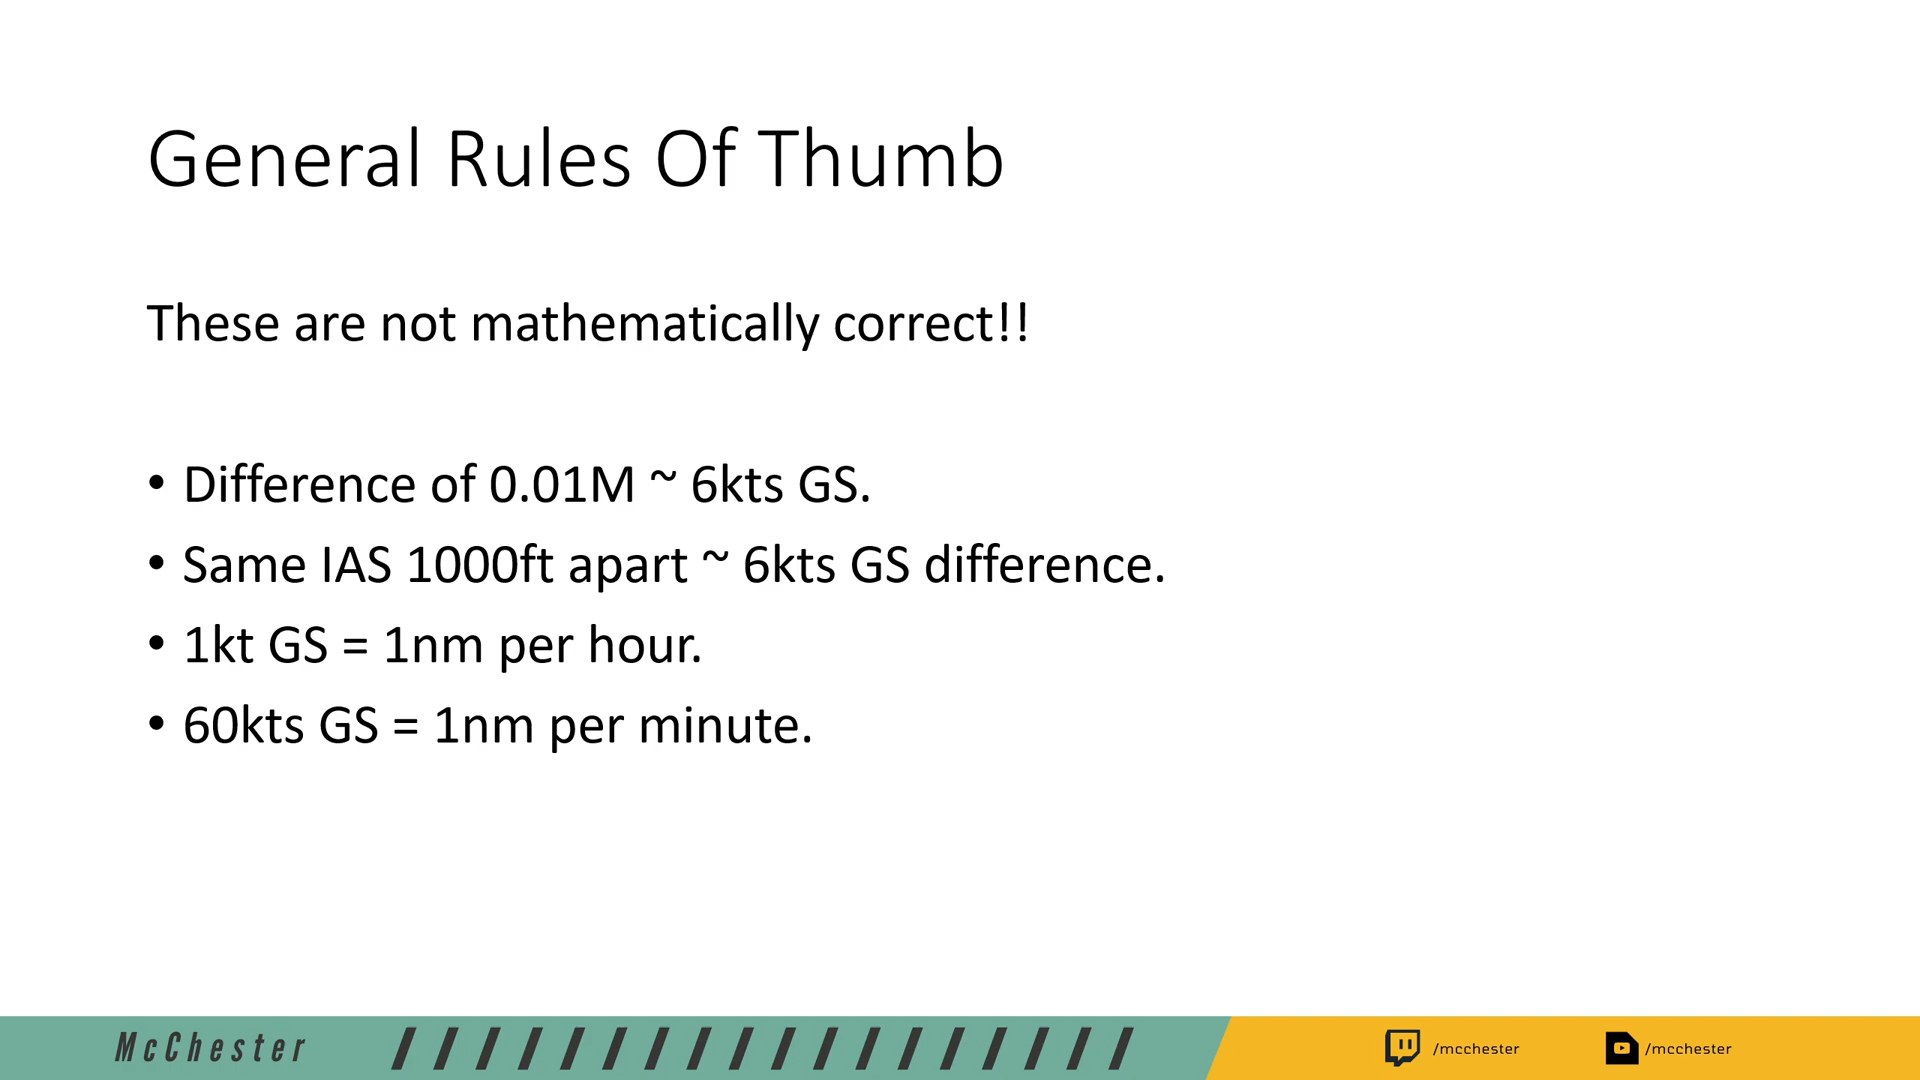 General Rules Of Thumb
These are not mathematically correct!!
• Difference of 0.01M ~ 6kts GS.
• Same IAS 1000ft apart ~ 6kts GS difference.
• 1kt GS = 1nm per hour.
• 60kts GS = 1nm per minute.
McChester
/mcchester
/mcchester